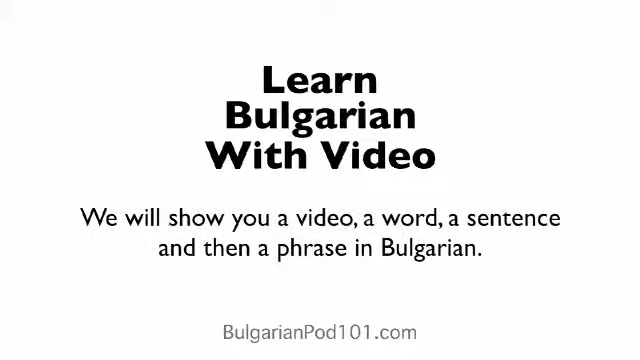 Learn
Bulgarian
With Video
We will show you a video, a word, a sentence
and then a phrase in Bulgarian.
BulgarianPod101.com